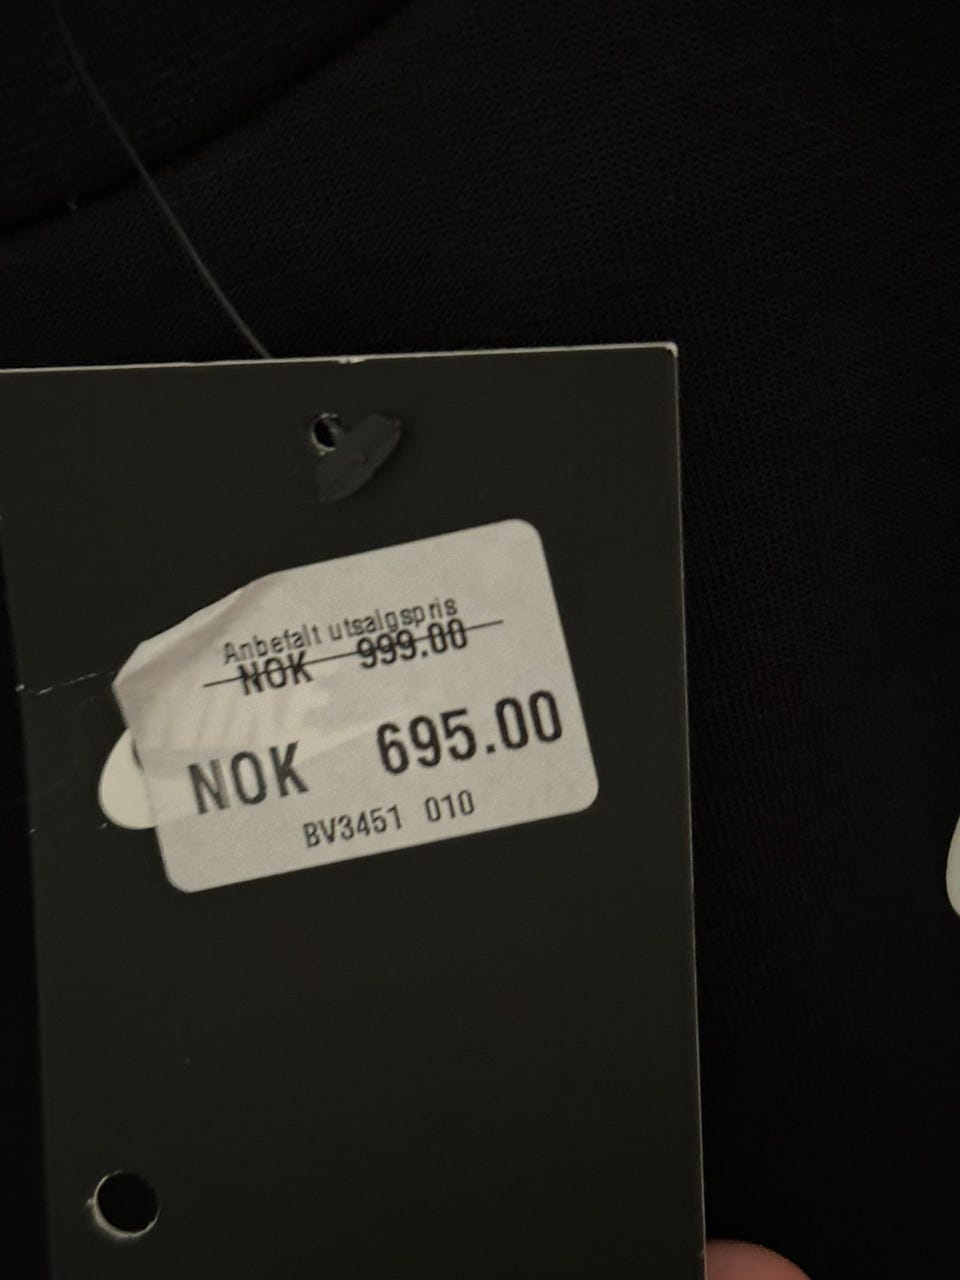 Anbefalt utsalgspris
NOK 999.00
NOK 695.00
BV3451 010